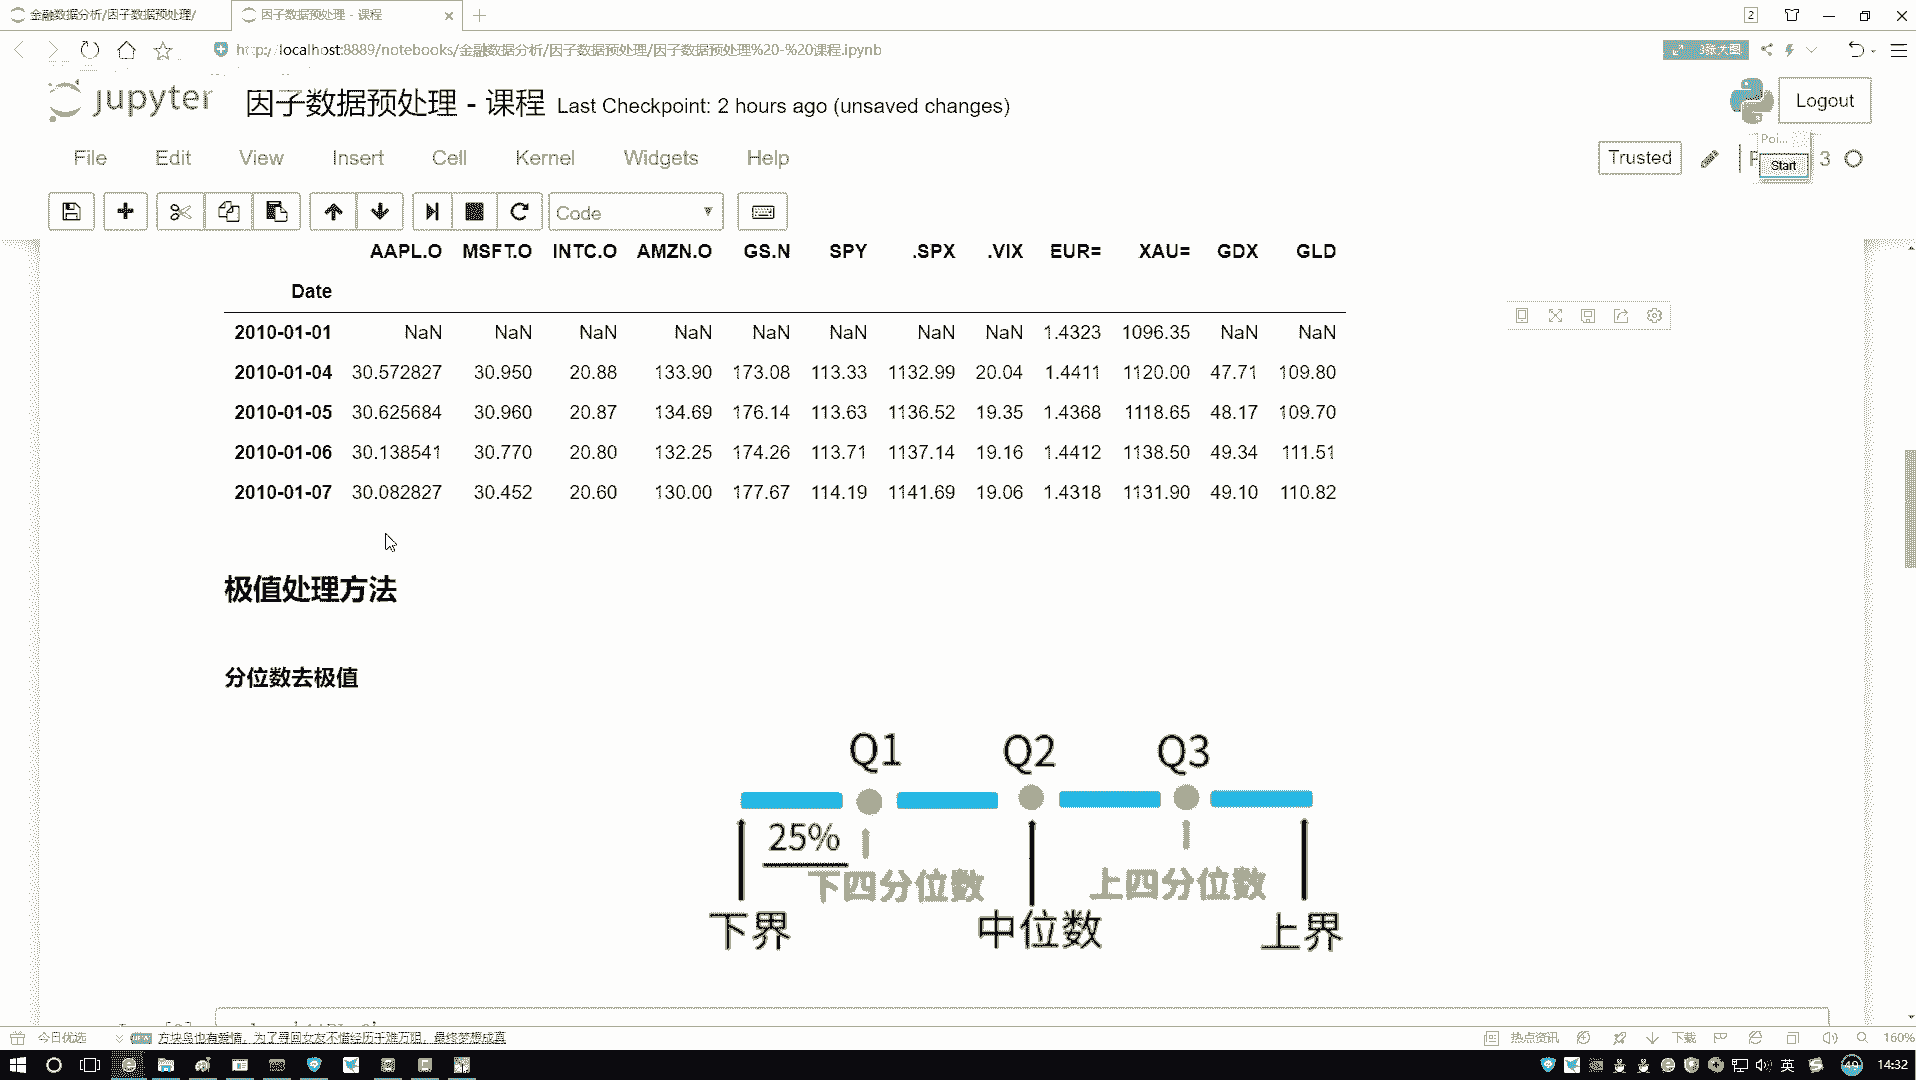 金融数据分析/因子数据预处理/
因子数据预处理 - 课程
2
http://localhost:8889/notebooks/金融数据分析/因子数据预处理/因子数据预处理%20-%20课程.ipynb
3张大图
jupyter 因子数据预处理 - 课程 Last Checkpoint: 2 hours ago (unsaved changes)
Logout
File Edit View Insert Cell Kernel Widgets Help
Trusted
3
Poi...
Start
Code
AAPL.O MSFT.O INTC.O AMZN.O GS.N SPY .SPX .VIX EUR= XAU= GDX GLD
Date
2010-01-01 NaN NaN NaN NaN NaN NaN NaN NaN 1.4323 1096.35 NaN NaN
2010-01-04 30.572827 30.950 20.88 133.90 173.08 113.33 1132.99 20.04 1.4411 1120.00 47.71 109.80
2010-01-05 30.625684 30.960 20.87 134.69 176.14 113.63 1136.52 19.35 1.4368 1118.65 48.17 109.70
2010-01-06 30.138541 30.770 20.80 132.25 174.26 113.71 1137.14 19.16 1.4412 1138.50 49.34 111.51
2010-01-07 30.082827 30.452 20.60 130.00 177.67 114.19 1141.69 19.06 1.4318 1131.90 49.10 110.82
极值处理方法
分位数去极值
Q1 Q2 Q3
25%
下四分位数 上四分位数
下界 中位数 上界
今日优选
方块岛也有爱情，为了寻回女友不惜经历千难万阻，最终梦想成真
热点资讯
下载
160%
英
49
14:32